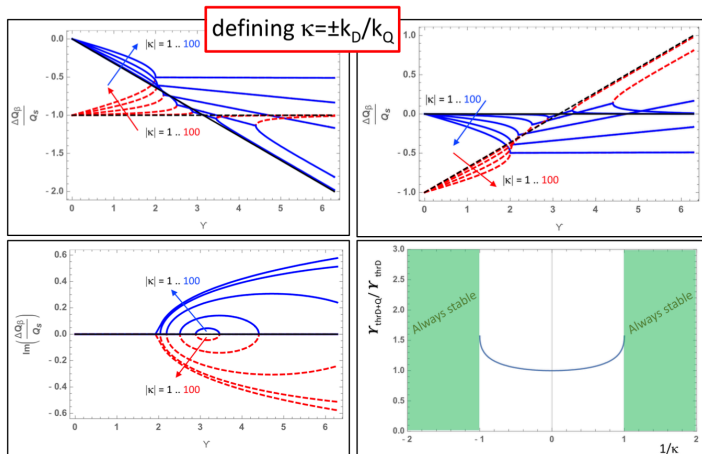 defining κ=±k_D/k_Q
0.0
-0.5
-1.0
-1.5
-2.0
ΔQβ
Q_s
|κ| = 1 .. 100
|κ| = 1 .. 100
0 1 2 3 4 5 6
ϒ
1.0
0.5
0.0
-0.5
-1.0
ΔQβ
Q_s
|κ| = 1 .. 100
|κ| = 1 .. 100
0 1 2 3 4 5 6
ϒ
0.6
0.4
0.2
0.0
-0.2
-0.4
-0.6
Im(ΔQβ/Q_s)
|κ| = 1 .. 100
|κ| = 1 .. 100
0 1 2 3 4 5 6
ϒ
3.0
2.5
2.0
1.5
1.0
0.5
0.0
ϒ_thrD+Q / ϒ_thrD
Always stable
Always stable
-2 -1 0 1 2
1/κ